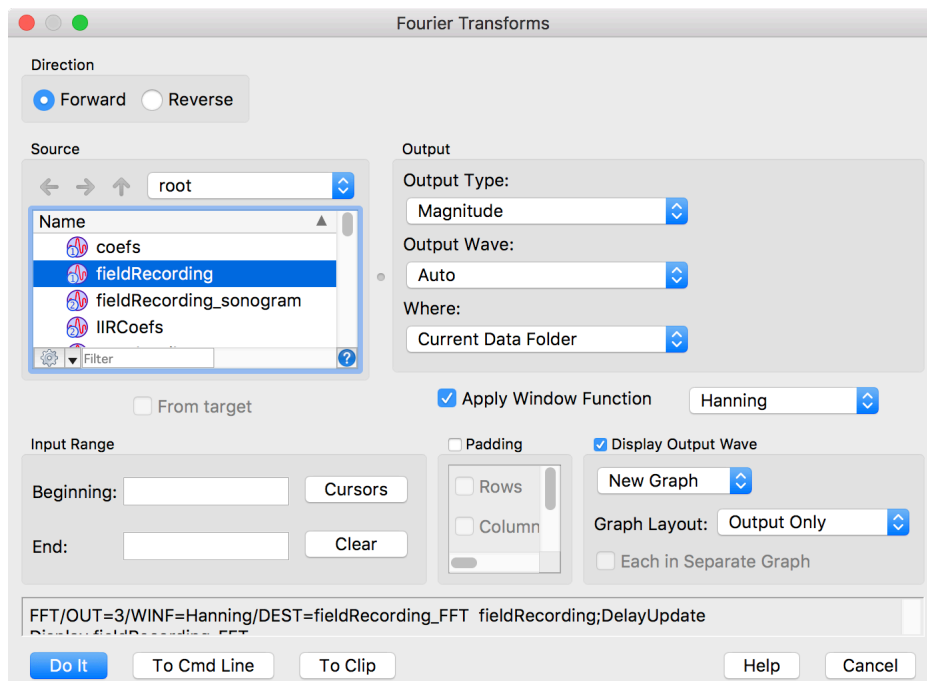 Fourier Transforms
Direction
Forward Reverse
Source
root
Name
coefs
fieldRecording
fieldRecording_sonogram
IIRCoefs
Filter
From target
Output
Output Type:
Magnitude
Output Wave:
Auto
Where:
Current Data Folder
Apply Window Function Hanning
Input Range
Beginning: Cursors
End: Clear
Padding
Rows
Column
Display Output Wave
New Graph
Graph Layout: Output Only
Each in Separate Graph
FFT/OUT=3/WINF=Hanning/DEST=fieldRecording_FFT fieldRecording;DelayUpdate
Display fieldRecording_FFT
Do It To Cmd Line To Clip Help Cancel